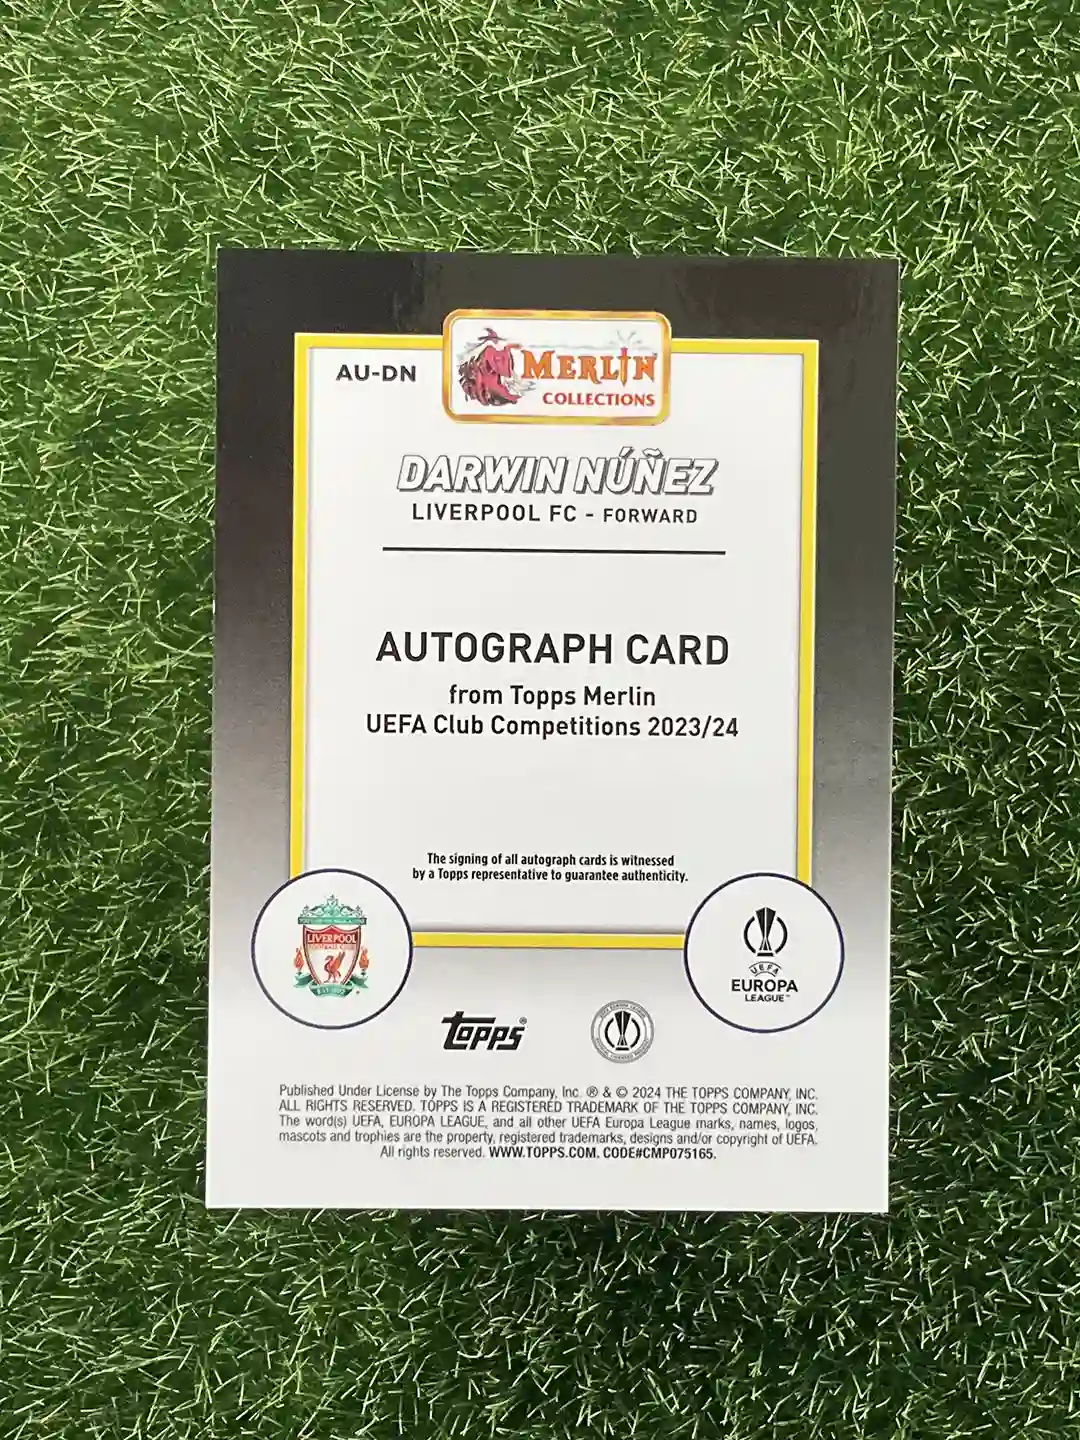 AU-DN
MERLIN
COLLECTIONS
DARWIN NÚÑEZ
LIVERPOOL FC - FORWARD
AUTOGRAPH CARD
from Topps Merlin
UEFA Club Competitions 2023/24
The signing of all autograph cards is witnessed
by a Topps representative to guarantee authenticity.
LIVERPOOL
UEFA
EUROPA
LEAGUE™
topps®
Published Under License by The Topps Company, Inc. ® & © 2024 THE TOPPS COMPANY, INC.
ALL RIGHTS RESERVED. TOPPS IS A REGISTERED TRADEMARK OF THE TOPPS COMPANY, INC.
The word(s) UEFA, EUROPA LEAGUE, and all other UEFA Europa League marks, names, logos,
mascots and trophies are the property, registered trademarks, designs and/or copyright of UEFA.
All rights reserved. WWW.TOPPS.COM. CODE#CMP075165.